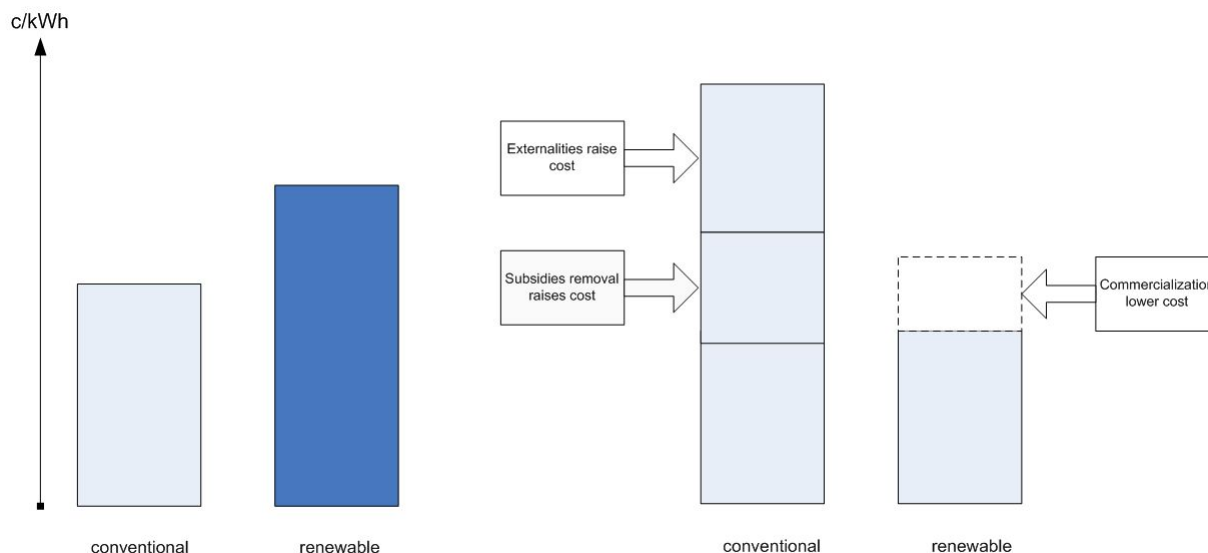 c/kWh
Externalities raise
cost
Subsidies removal
raises cost
Commercialization
lower cost
conventional
renewable
conventional
renewable